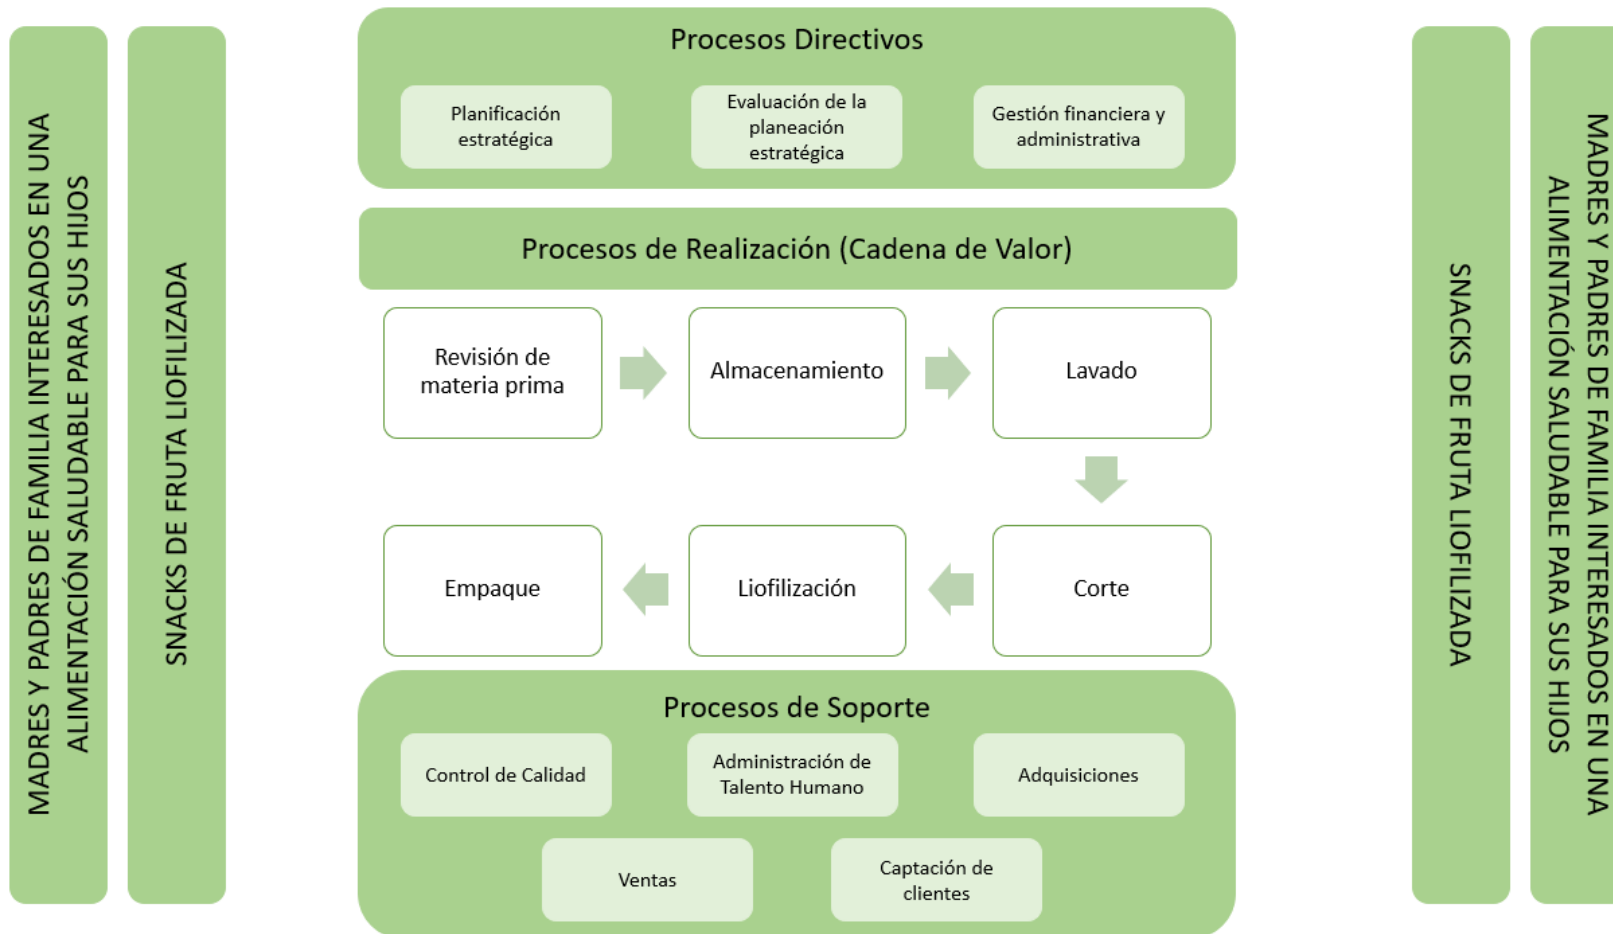 MADRES Y PADRES DE FAMILIA INTERESADOS EN UNA
ALIMENTACIÓN SALUDABLE PARA SUS HIJOS
SNACKS DE FRUTA LIOFILIZADA
Procesos Directivos
Planificación
estratégica
Evaluación de la
planeación
estratégica
Gestión financiera y
administrativa
Procesos de Realización (Cadena de Valor)
Revisión de
materia prima
Almacenamiento
Lavado
Empaque
Liofilización
Corte
Procesos de Soporte
Control de Calidad
Administración de
Talento Humano
Adquisiciones
Ventas
Captación de
clientes
SNACKS DE FRUTA LIOFILIZADA
MADRES Y PADRES DE FAMILIA INTERESADOS EN UNA
ALIMENTACIÓN SALUDABLE PARA SUS HIJOS